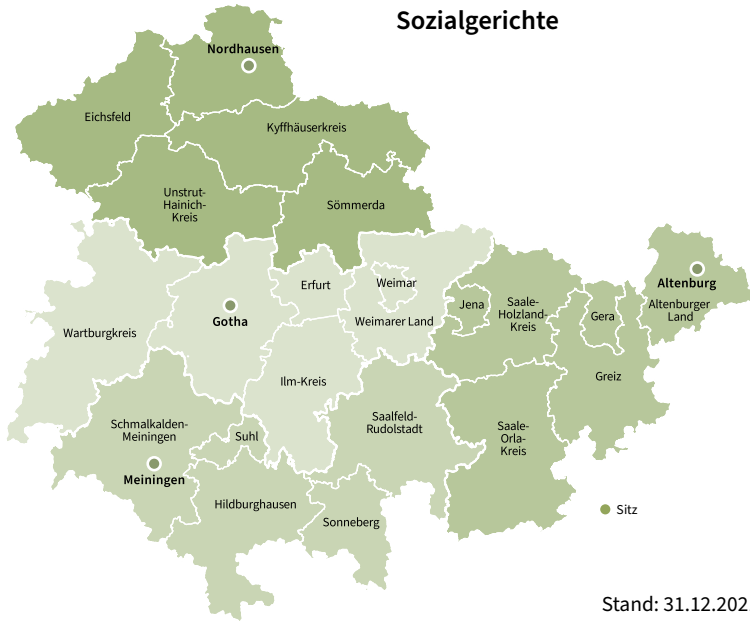 Sozialgerichte
Nordhausen
Eichsfeld
Kyffhäuserkreis
Unstrut-
Hainich-
Kreis
Sömmerda
Erfurt
Weimar
Weimarer Land
Gotha
Wartburgkreis
Ilm-Kreis
Jena
Saale-
Holzland-
Kreis
Gera
Altenburg
Altenburger
Land
Greiz
Schmalkalden-
Meiningen
Suhl
Saalfeld-
Rudolstadt
Saale-
Orla-
Kreis
Meiningen
Hildburghausen
Sonneberg
Sitz
Stand: 31.12.202